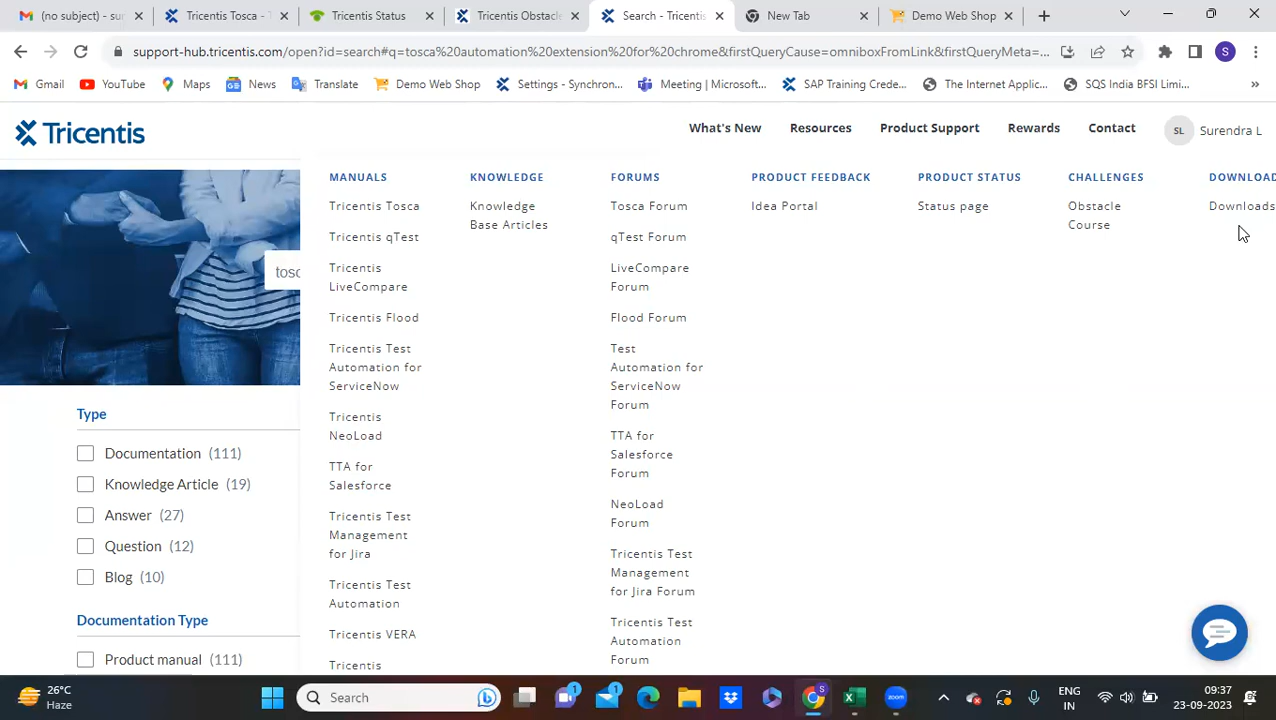 (no subject) - sur
Tricentis Tosca - T
Tricentis Status
Tricentis Obstacle
Search - Tricentis
New Tab
Demo Web Shop
support-hub.tricentis.com/open?id=search#q=tosca%20automation%20extension%20for%20chrome&firstQueryCause=omniboxFromLink&firstQueryMeta=...
S
Gmail
YouTube
Maps
News
Translate
Demo Web Shop
Settings - Synchron...
Meeting | Microsoft...
SAP Training Crede...
The Internet Applic...
SQS India BFSI Limi...
»
Tricentis
What's New
Resources
Product Support
Rewards
Contact
SL
Surendra L
MANUALS
Tricentis Tosca
Tricentis qTest
Tricentis
LiveCompare
Tricentis Flood
Tricentis Test
Automation for
ServiceNow
Tricentis
NeoLoad
TTA for
Salesforce
Tricentis Test
Management
for Jira
Tricentis Test
Automation
Tricentis VERA
Tricentis
KNOWLEDGE
Knowledge
Base Articles
FORUMS
Tosca Forum
qTest Forum
LiveCompare
Forum
Flood Forum
Test
Automation for
ServiceNow
Forum
TTA for
Salesforce
Forum
NeoLoad
Forum
Tricentis Test
Management
for Jira Forum
Tricentis Test
Automation
Forum
PRODUCT FEEDBACK
Idea Portal
PRODUCT STATUS
Status page
CHALLENGES
Obstacle
Course
DOWNLOAD
Downloads
tosc
Type
Documentation (111)
Knowledge Article (19)
Answer (27)
Question (12)
Blog (10)
Documentation Type
Product manual (111)
26°C
Haze
Search
1
1
S
zoom
ENG
IN
09:37
23-09-2023